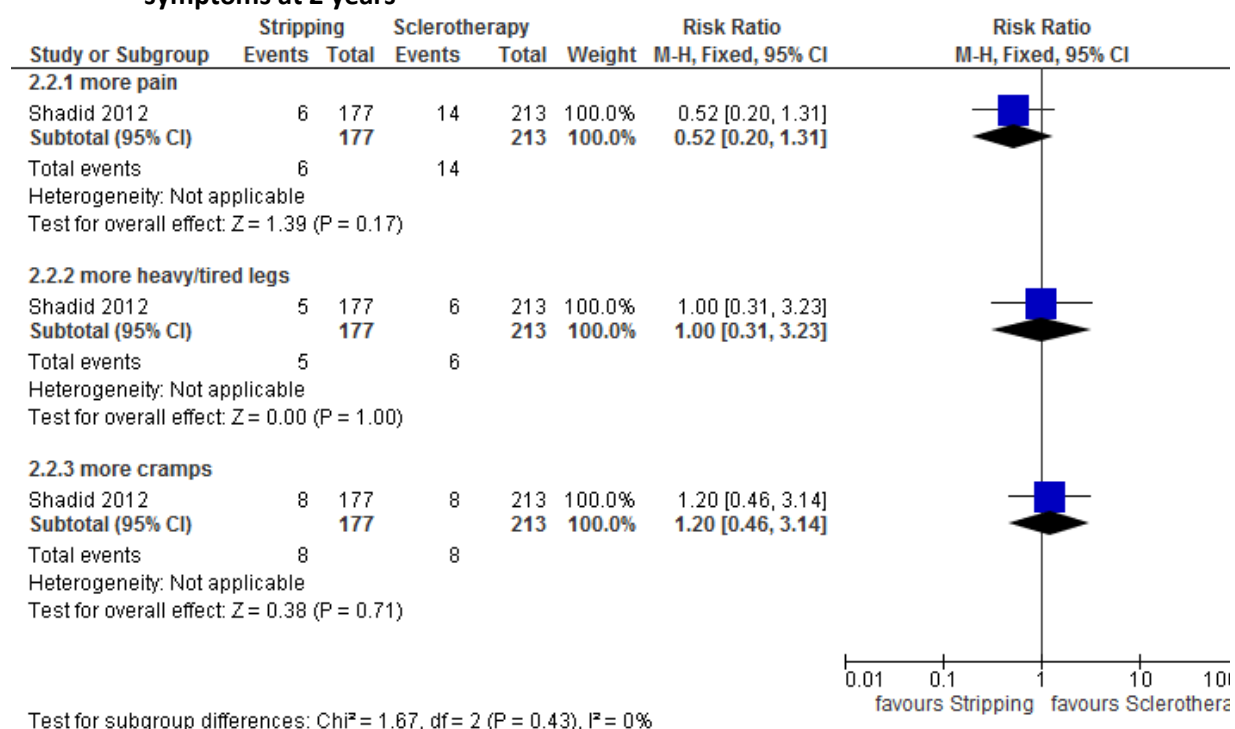 symptoms at 2 years
Stripping Sclerotherapy Risk Ratio Risk Ratio
Study or Subgroup Events Total Events Total Weight M-H, Fixed, 95% CI M-H, Fixed, 95% CI
2.2.1 more pain
Shadid 2012 6 177 14 213 100.0% 0.52 [0.20, 1.31]
Subtotal (95% CI) 177 213 100.0% 0.52 [0.20, 1.31]
Total events 6 14
Heterogeneity: Not applicable
Test for overall effect: Z = 1.39 (P = 0.17)
2.2.2 more heavy/tired legs
Shadid 2012 5 177 6 213 100.0% 1.00 [0.31, 3.23]
Subtotal (95% CI) 177 213 100.0% 1.00 [0.31, 3.23]
Total events 5 6
Heterogeneity: Not applicable
Test for overall effect: Z = 0.00 (P = 1.00)
2.2.3 more cramps
Shadid 2012 8 177 8 213 100.0% 1.20 [0.46, 3.14]
Subtotal (95% CI) 177 213 100.0% 1.20 [0.46, 3.14]
Total events 8 8
Heterogeneity: Not applicable
Test for overall effect: Z = 0.38 (P = 0.71)
0.01 0.1 1 10
favours Stripping favours
Test for subgroup differences: Chi² = 1.67, df = 2 (P = 0.43), I² = 0%